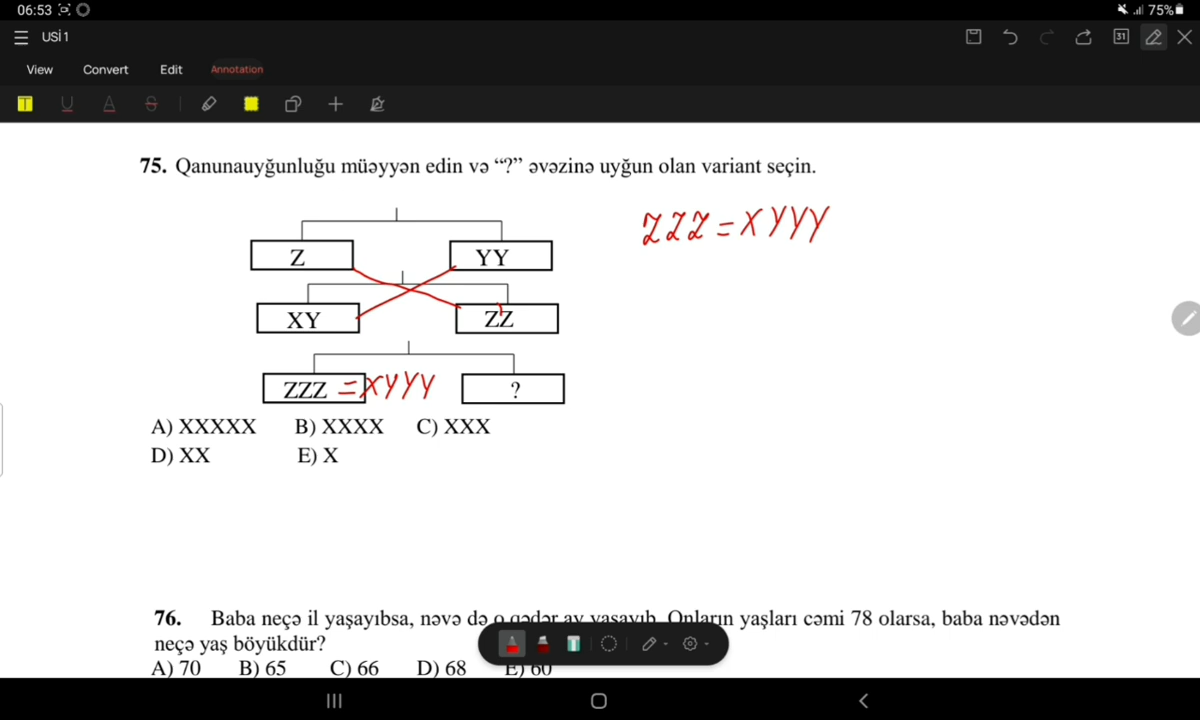 06:53 75%
USİ 1 31
View Convert Edit Annotation
T U A S
75. Qanunauyğunluğu müəyyən edin və “?” əvəzinə uyğun olan variant seçin.
ZZZ = XYYY
Z YY
XY ZZ
ZZZ = XYYY ?
A) XXXXX B) XXXX C) XXX
D) XX E) X
76. Baba neçə il yaşayıbsa, nəvə də o qədər ay yaşayıb. Onların yaşları cəmi 78 olarsa, baba nəvədən
neçə yaş böyükdür?
A) 70 B) 65 C) 66 D) 68 E) 60